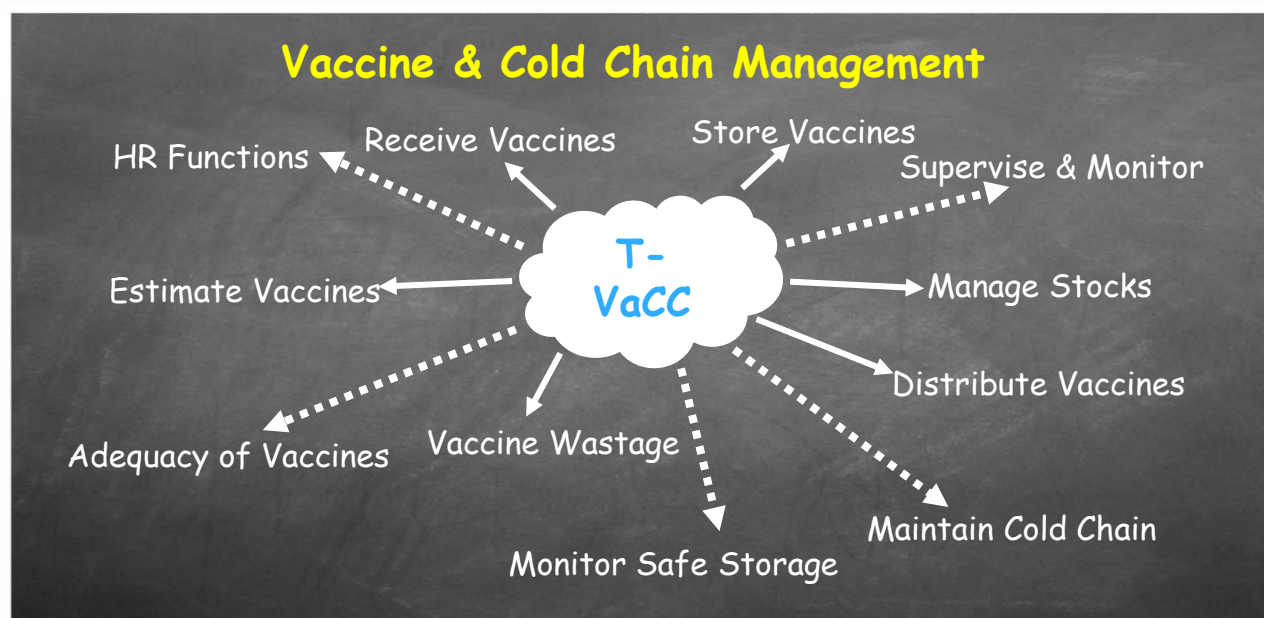 Vaccine & Cold Chain Management
HR Functions
Receive Vaccines
Store Vaccines
Supervise & Monitor
T-
VaCC
Estimate Vaccines
Manage Stocks
Distribute Vaccines
Adequacy of Vaccines
Vaccine Wastage
Maintain Cold Chain
Monitor Safe Storage